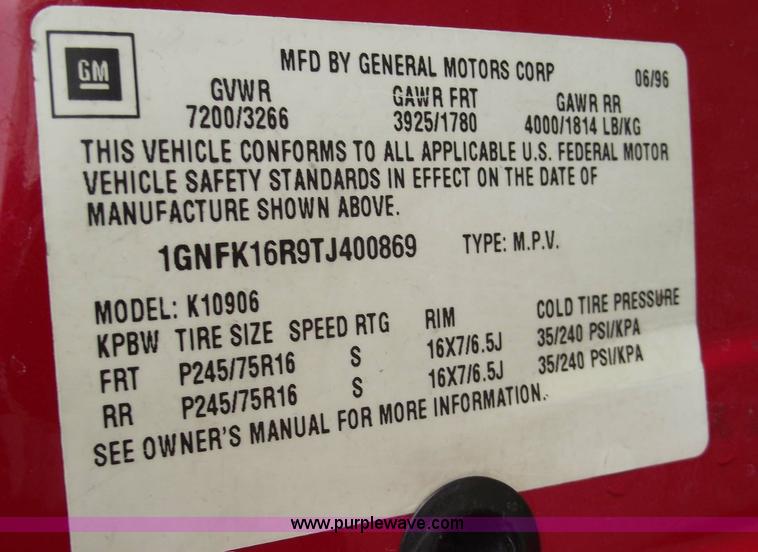 GM
MFD BY GENERAL MOTORS CORP 06/96
GVWR GAWR FRT GAWR RR
7200/3266 3925/1780 4000/1814 LB/KG
THIS VEHICLE CONFORMS TO ALL APPLICABLE U.S. FEDERAL MOTOR
VEHICLE SAFETY STANDARDS IN EFFECT ON THE DATE OF
MANUFACTURE SHOWN ABOVE.
1GNFK16R9TJ400869 TYPE: M.P.V.
MODEL: K10906
KPBW TIRE SIZE SPEED RTG RIM COLD TIRE PRESSURE
FRT P245/75R16 S 16X7/6.5J 35/240 PSI/KPA
RR P245/75R16 S 16X7/6.5J 35/240 PSI/KPA
SEE OWNER'S MANUAL FOR MORE INFORMATION.
www.purplewave.com